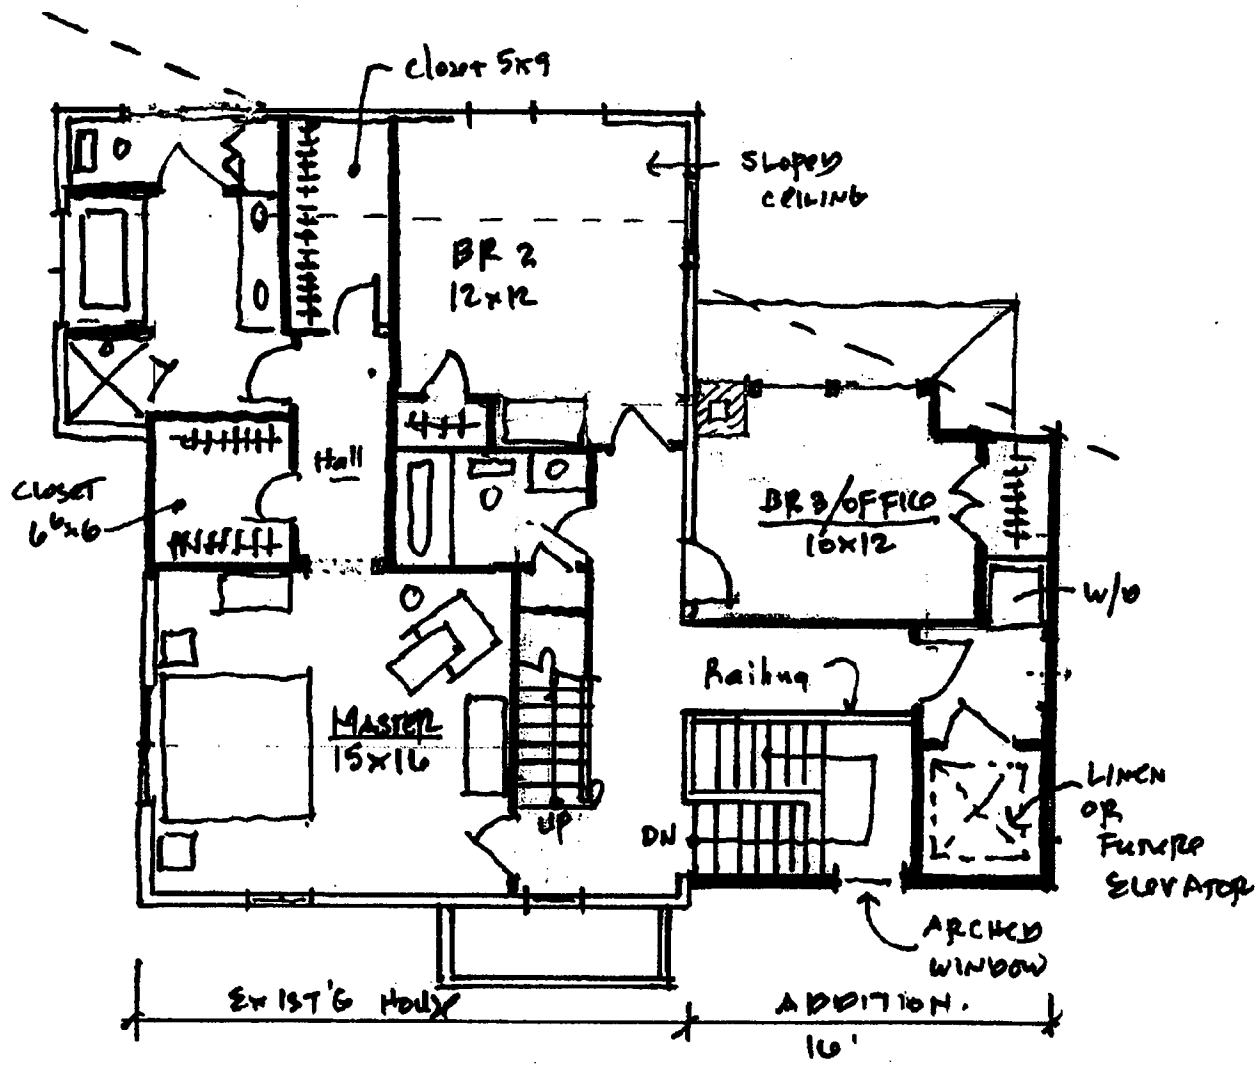 Closet 5x9
SLOPED
CEILING
BR 2
12x12
Hall
CLOSET
6⁶x6
BR 3/OFFICE
10x12
W/D
Railing
MASTER
15x16
UP
DN
LINEN
OR
FUTURE
ELEVATOR
ARCHED
WINDOW
EXIST'G HOUSE
ADDITION.
16'